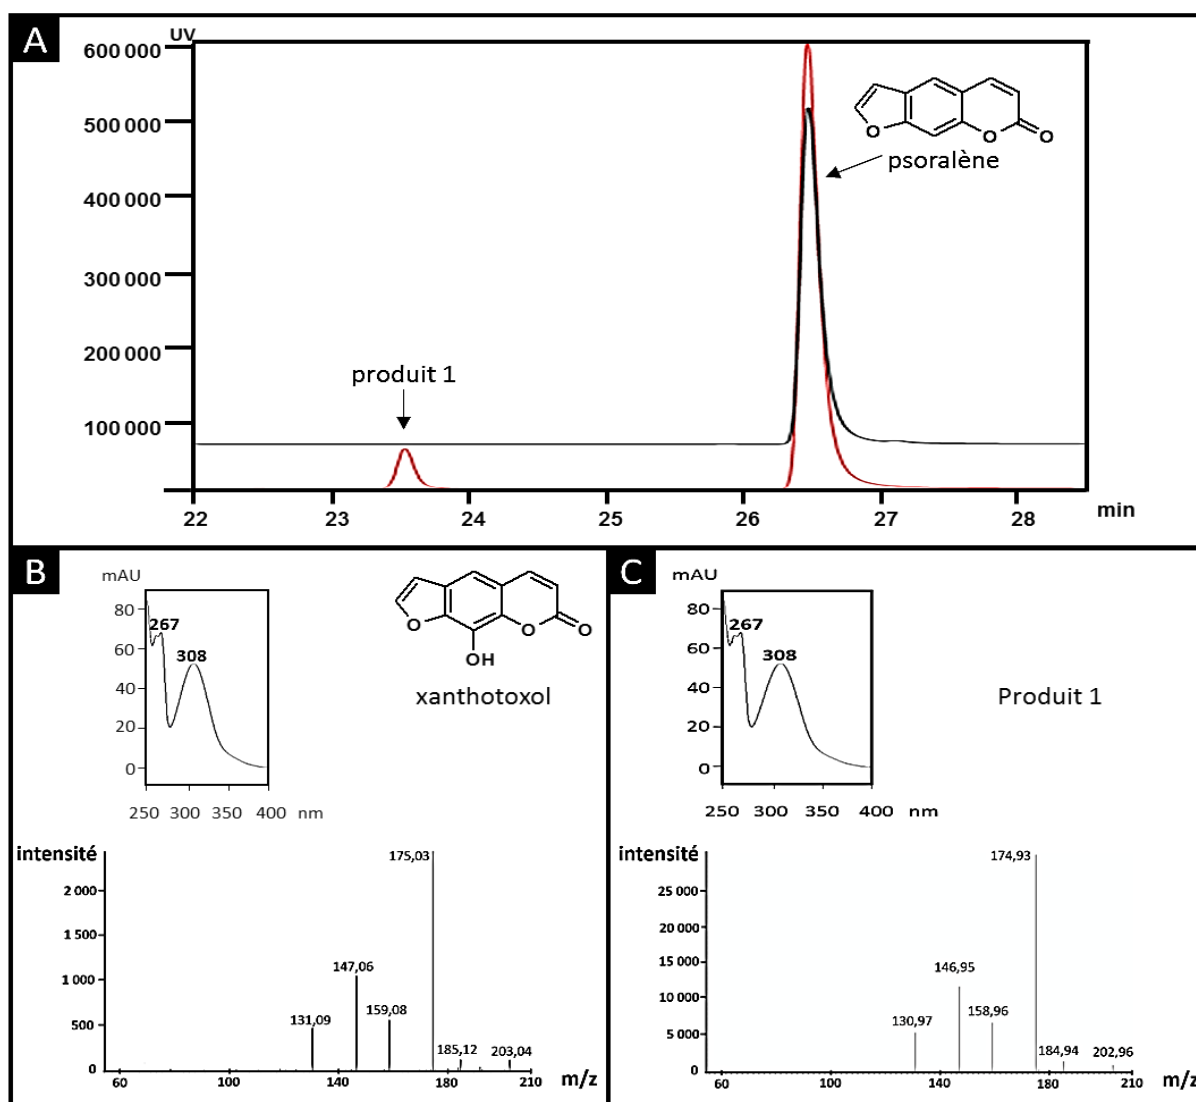 A
UV
600 000
500 000
400 000
300 000
200 000
100 000
O
O
O
psoralène
produit 1
22 23 24 25 26 27 28 min
B
mAU
80
60
40
20
0
267
308
250 300 350 400 nm
O
O
O
OH
xanthotoxol
intensité
2 000
1 500
1 000
500
0
131,09
147,06
159,08
175,03
185,12
203,04
60 100 140 180 210 m/z
C
mAU
80
60
40
20
0
267
308
250 300 350 400 nm
Produit 1
intensité
25 000
20 000
15 000
10 000
5 000
0
130,97
146,95
158,96
174,93
184,94
202,96
60 100 140 180 210 m/z